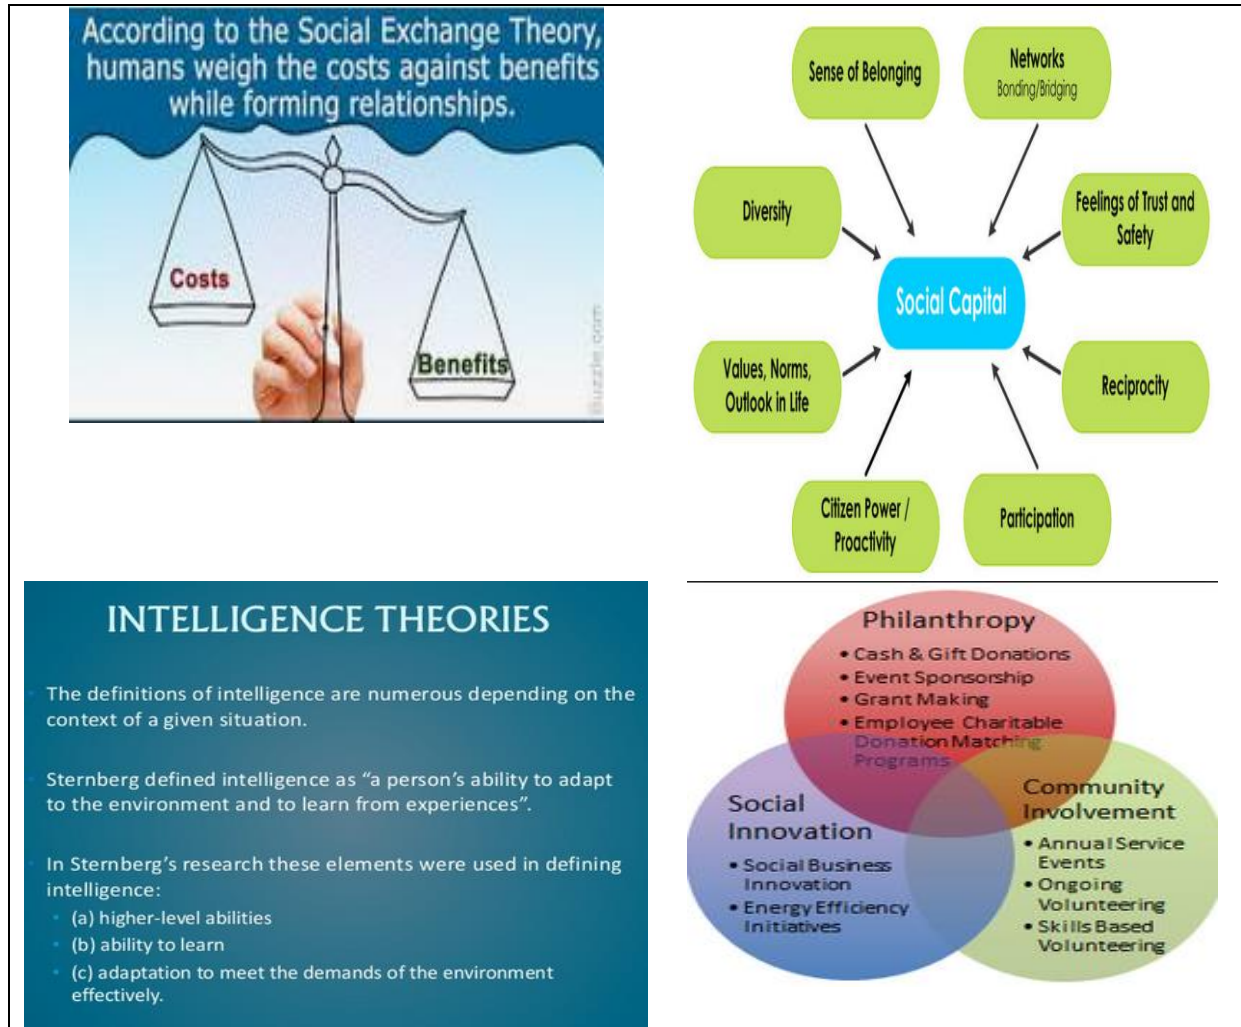 According to the Social Exchange Theory,
humans weigh the costs against benefits
while forming relationships.
Costs
Benefits
Buzzle.com
Sense of Belonging
Networks
Bonding/Bridging
Diversity
Feelings of Trust and
Safety
Social Capital
Values, Norms,
Outlook in Life
Reciprocity
Citizen Power /
Proactivity
Participation
INTELLIGENCE THEORIES
The definitions of intelligence are numerous depending on the
context of a given situation.
Sternberg defined intelligence as “a person’s ability to adapt
to the environment and to learn from experiences”.
In Sternberg’s research these elements were used in defining
intelligence:
• (a) higher-level abilities
• (b) ability to learn
• (c) adaptation to meet the demands of the environment
effectively.
Philanthropy
• Cash & Gift Donations
• Event Sponsorship
• Grant Making
• Employee Charitable
Donation Matching
Programs
Social
Innovation
• Social Business
Innovation
• Energy Efficiency
Initiatives
Community
Involvement
• Annual Service
Events
• Ongoing
Volunteering
• Skills Based
Volunteering